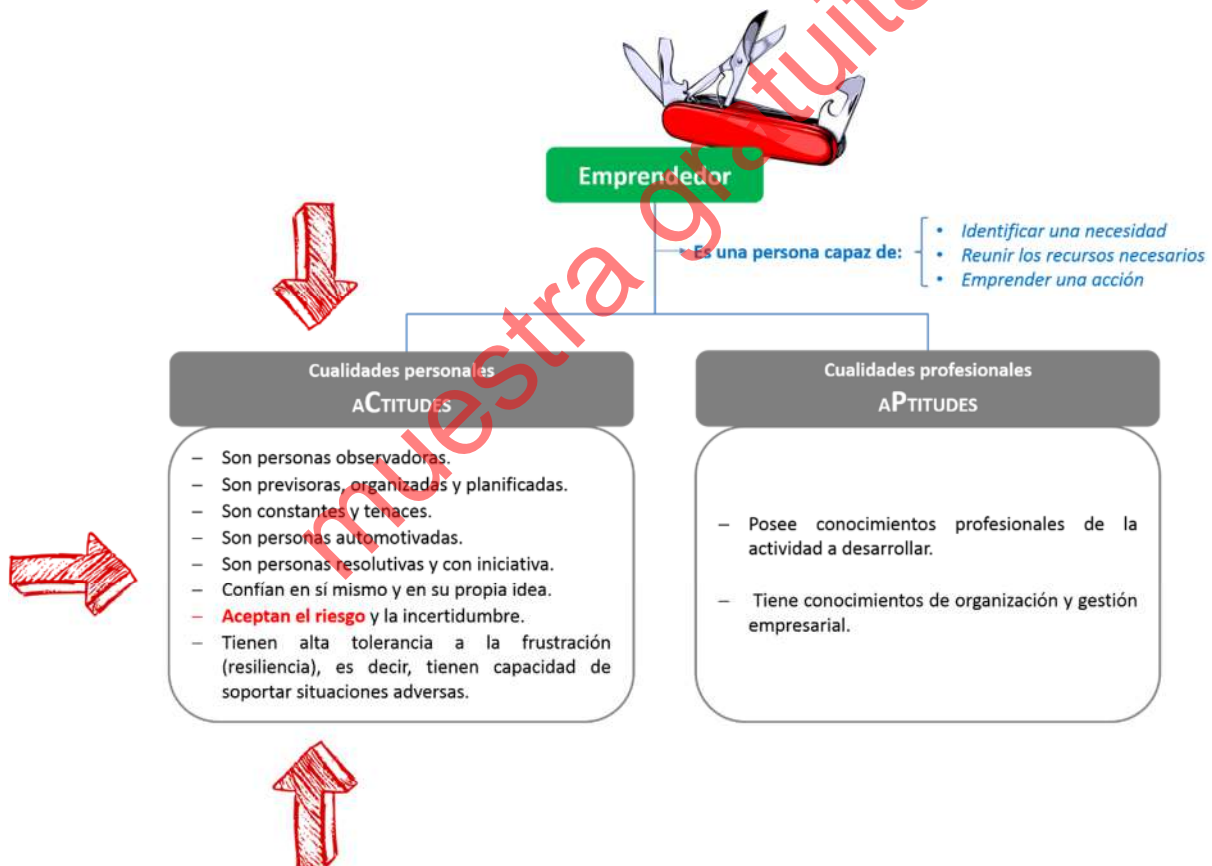 Emprendedor
Es una persona capaz de:
• Identificar una necesidad
• Reunir los recursos necesarios
• Emprender una acción
Cualidades personales
ACTITUDES
– Son personas observadoras.
– Son previsoras, organizadas y planificadas.
– Son constantes y tenaces.
– Son personas automotivadas.
– Son personas resolutivas y con iniciativa.
– Confían en sí mismo y en su propia idea.
– Aceptan el riesgo y la incertidumbre.
– Tienen alta tolerancia a la frustración
(resiliencia), es decir, tienen capacidad de
soportar situaciones adversas.
Cualidades profesionales
APTITUDES
– Posee conocimientos profesionales de la
actividad a desarrollar.
– Tiene conocimientos de organización y gestión
empresarial.
muestra gratuita